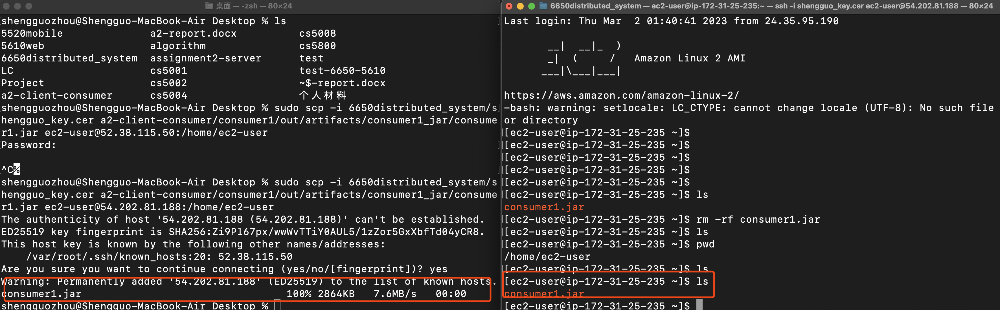 桌面 — -zsh — 80×24
shengguozhou@Shengguo-MacBook-Air Desktop % ls
5520mobile a2-report.docx cs5008
5610web algorithm cs5800
6650distributed_system assignment2-server test
LC cs5001 test-6650-5610
Project cs5002 ~$-report.docx
a2-client-consumer cs5004 个人材料
shengguozhou@Shengguo-MacBook-Air Desktop % sudo scp -i 6650distributed_system/s
hengguo_key.cer a2-client-consumer/consumer1/out/artifacts/consumer1_jar/consume
r1.jar ec2-user@52.38.115.50:/home/ec2-user
Password:
^C%
shengguozhou@Shengguo-MacBook-Air Desktop % sudo scp -i 6650distributed_system/s
hengguo_key.cer a2-client-consumer/consumer1/out/artifacts/consumer1_jar/consume
r1.jar ec2-user@54.202.81.188:/home/ec2-user
The authenticity of host '54.202.81.188 (54.202.81.188)' can't be established.
ED25519 key fingerprint is SHA256:Zi9Pl67px/wwWvTTiY0AUL5/1zZor5GxXbfTd04yCR8.
This host key is known by the following other names/addresses:
/var/root/.ssh/known_hosts:20: 52.38.115.50
Are you sure you want to continue connecting (yes/no/[fingerprint])? yes
Warning: Permanently added '54.202.81.188' (ED25519) to the list of known hosts.
consumer1.jar 100% 2864KB 7.6MB/s 00:00
shengguozhou@Shengguo-MacBook-Air Desktop %
6650distributed_system — ec2-user@ip-172-31-25-235:~ — ssh -i shengguo_key.cer ec2-user@54.202.81.188 — 80×24
Last login: Thu Mar  2 01:40:41 2023 from 24.35.95.190
__|  __|_  )
_|  (     /   Amazon Linux 2 AMI
___|\___|___|
https://aws.amazon.com/amazon-linux-2/
-bash: warning: setlocale: LC_CTYPE: cannot change locale (UTF-8): No such file
or directory
[ec2-user@ip-172-31-25-235 ~]$
[ec2-user@ip-172-31-25-235 ~]$
[ec2-user@ip-172-31-25-235 ~]$
[ec2-user@ip-172-31-25-235 ~]$
[ec2-user@ip-172-31-25-235 ~]$
[ec2-user@ip-172-31-25-235 ~]$ ls
consumer1.jar
[ec2-user@ip-172-31-25-235 ~]$ rm -rf consumer1.jar
[ec2-user@ip-172-31-25-235 ~]$ ls
[ec2-user@ip-172-31-25-235 ~]$ pwd
/home/ec2-user
[ec2-user@ip-172-31-25-235 ~]$ ls
[ec2-user@ip-172-31-25-235 ~]$ ls
consumer1.jar
[ec2-user@ip-172-31-25-235 ~]$